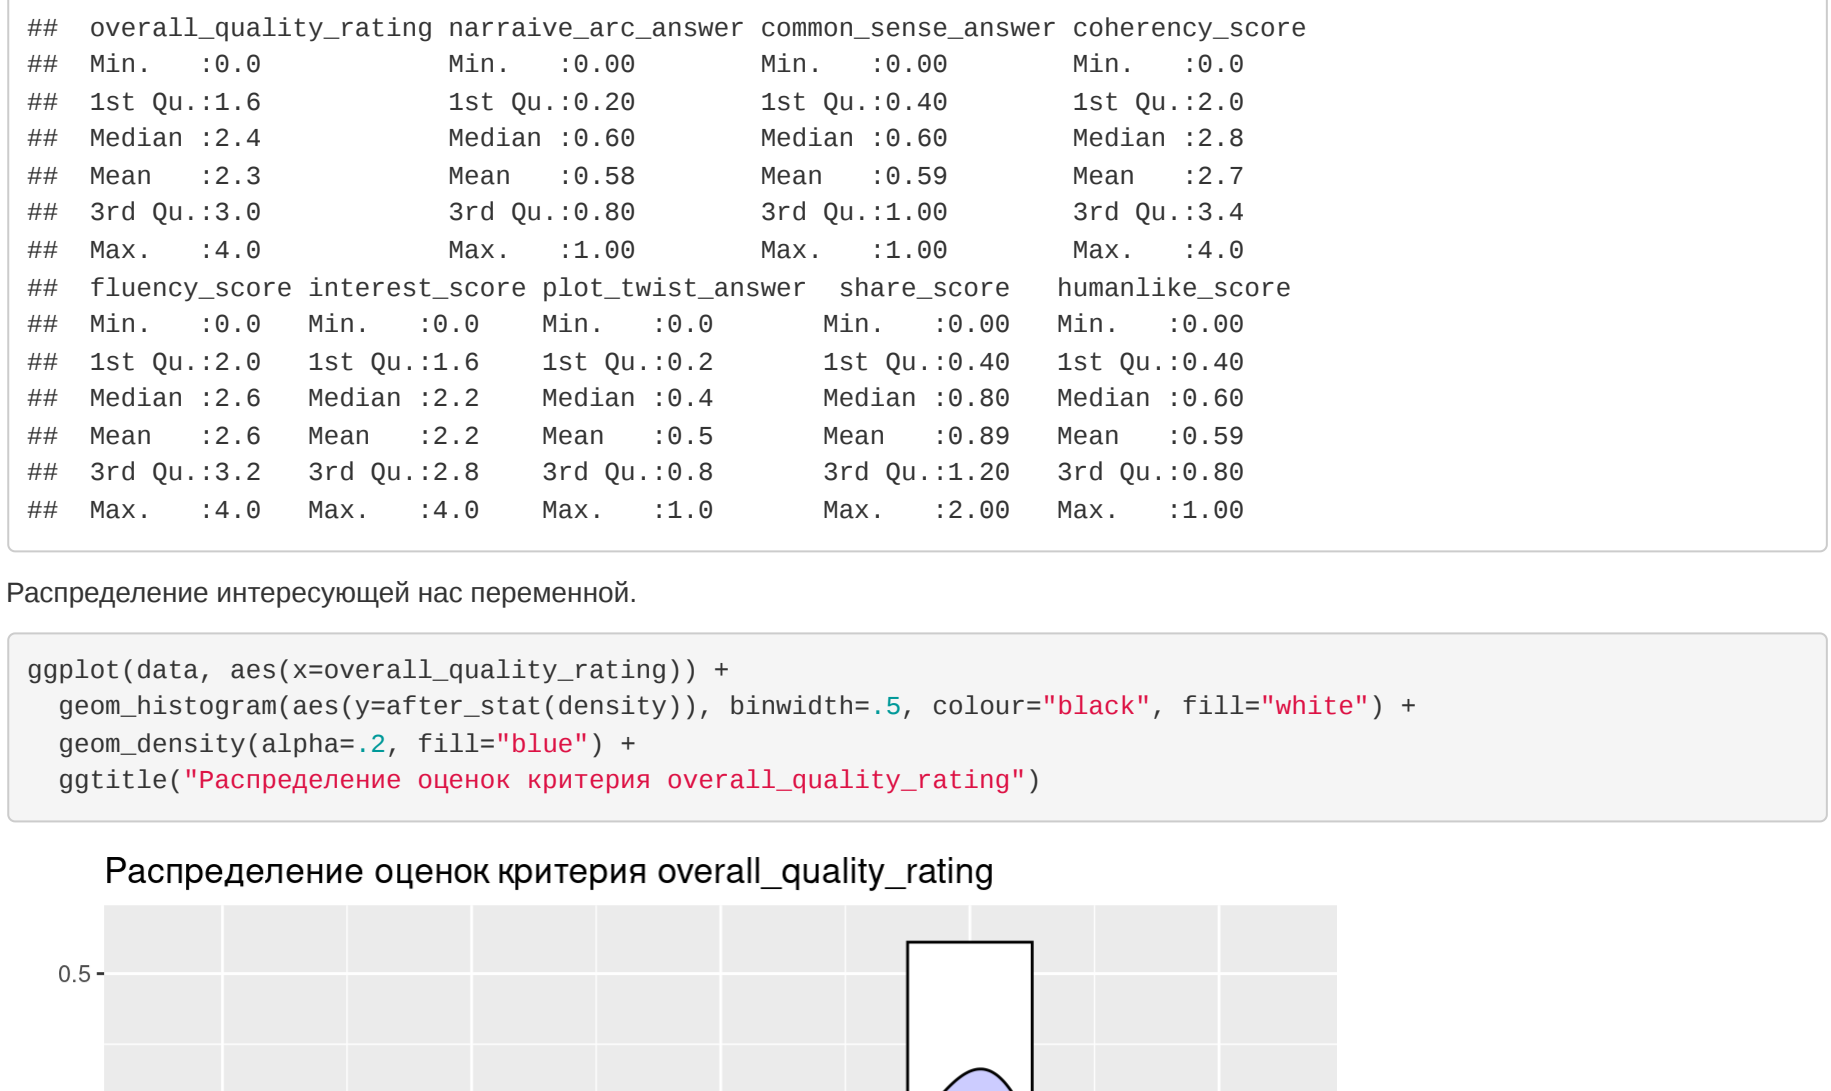 ##  overall_quality_rating narraive_arc_answer common_sense_answer coherency_score
##  Min.   :0.0            Min.   :0.00        Min.   :0.00        Min.   :0.0
##  1st Qu.:1.6            1st Qu.:0.20        1st Qu.:0.40        1st Qu.:2.0
##  Median :2.4            Median :0.60        Median :0.60        Median :2.8
##  Mean   :2.3            Mean   :0.58        Mean   :0.59        Mean   :2.7
##  3rd Qu.:3.0            3rd Qu.:0.80        3rd Qu.:1.00        3rd Qu.:3.4
##  Max.   :4.0            Max.   :1.00        Max.   :1.00        Max.   :4.0
##  fluency_score interest_score plot_twist_answer  share_score   humanlike_score
##  Min.   :0.0   Min.   :0.0    Min.   :0.0       Min.   :0.00   Min.   :0.00
##  1st Qu.:2.0   1st Qu.:1.6    1st Qu.:0.2       1st Qu.:0.40   1st Qu.:0.40
##  Median :2.6   Median :2.2    Median :0.4       Median :0.80   Median :0.60
##  Mean   :2.6   Mean   :2.2    Mean   :0.5       Mean   :0.89   Mean   :0.59
##  3rd Qu.:3.2   3rd Qu.:2.8    3rd Qu.:0.8       3rd Qu.:1.20   3rd Qu.:0.80
##  Max.   :4.0   Max.   :4.0    Max.   :1.0       Max.   :2.00   Max.   :1.00
Распределение интересующей нас переменной.
ggplot(data, aes(x=overall_quality_rating)) +
  geom_histogram(aes(y=after_stat(density)), binwidth=.5, colour="black", fill="white") +
  geom_density(alpha=.2, fill="blue") +
  ggtitle("Распределение оценок критерия overall_quality_rating")
Распределение оценок критерия overall_quality_rating
0.5